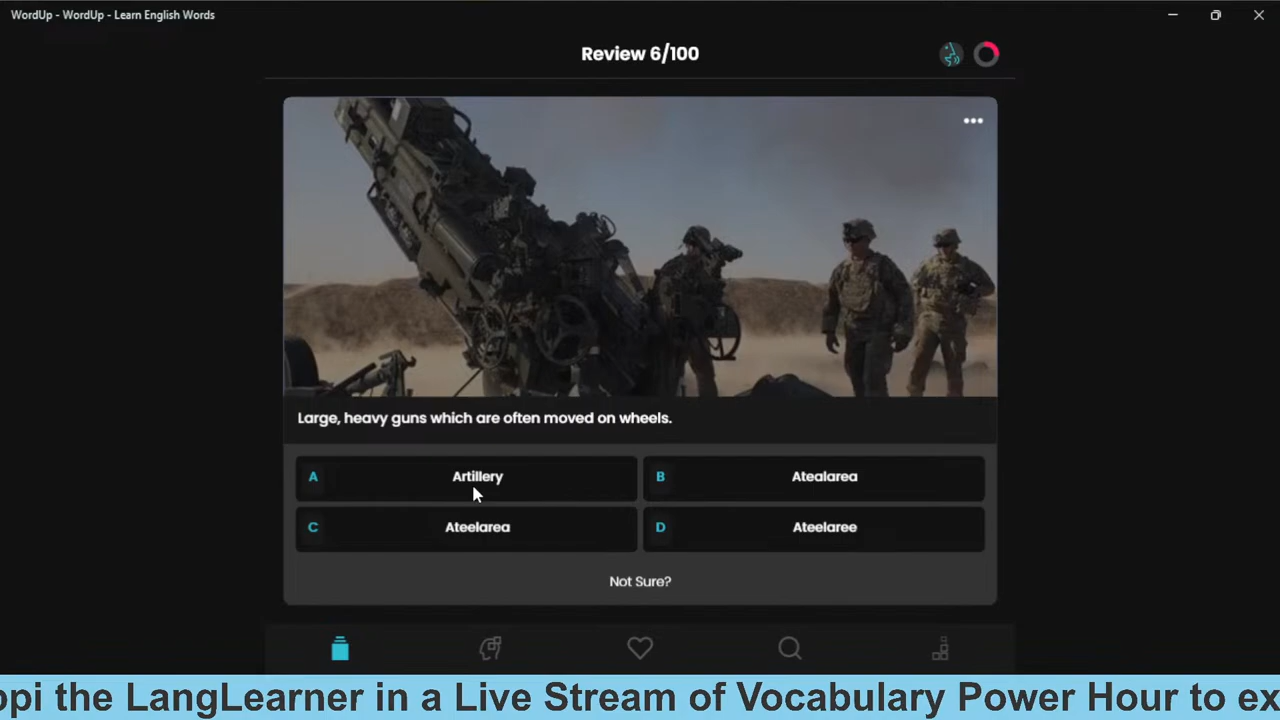 WordUp - WordUp - Learn English Words
Review 6/100
Large, heavy guns which are often moved on wheels.
A Artillery
B Atealarea
C Ateelarea
D Ateelaree
Not Sure?
ppi the LangLearner in a Live Stream of Vocabulary Power Hour to ex